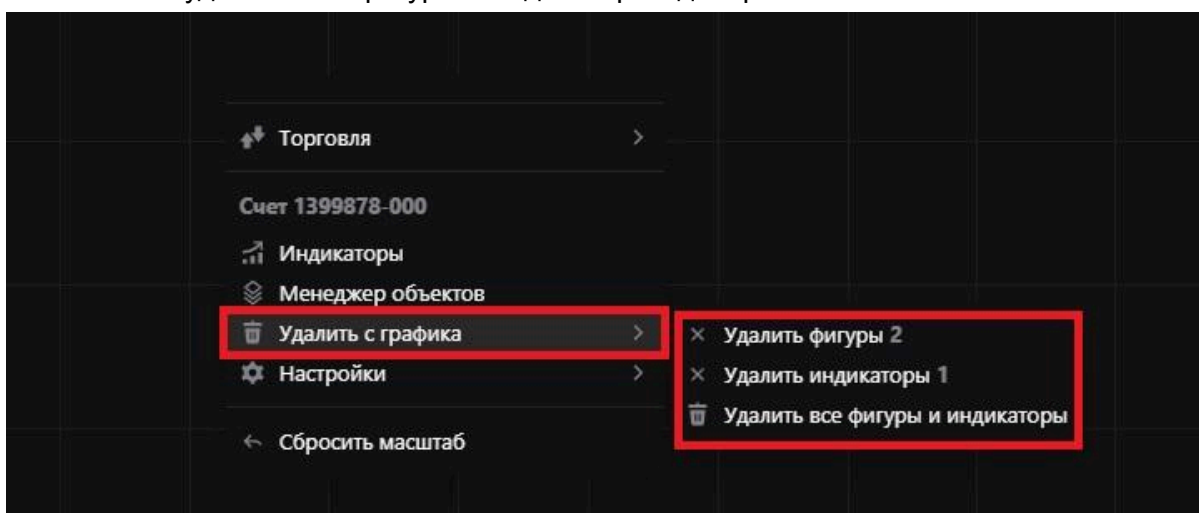 Торговля
Счет 1399878-000
Индикаторы
Менеджер объектов
Удалить с графика
Удалить фигуры 2
Настройки
Удалить индикаторы 1
Удалить все фигуры и индикаторы
Сбросить масштаб